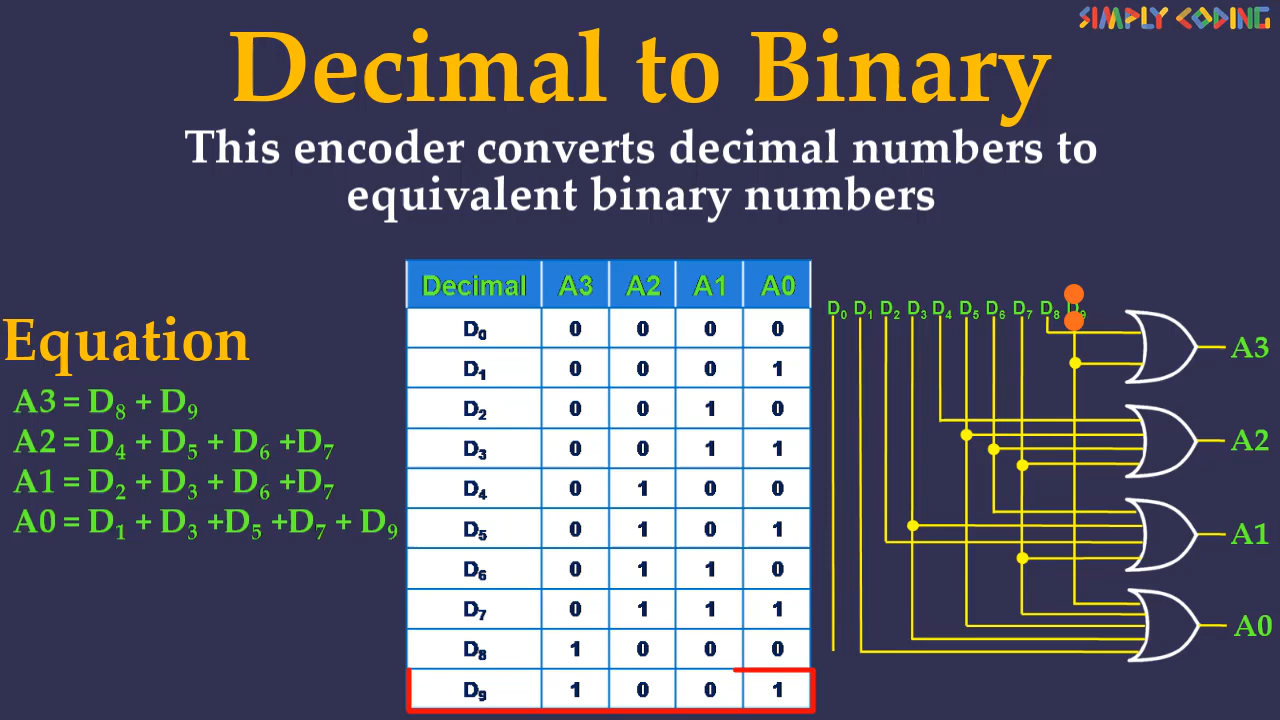 SIMPLY CODING
Decimal to Binary
This encoder converts decimal numbers to
equivalent binary numbers
Equation
A3 = D₈ + D₉
A2 = D₄ + D₅ + D₆ +D₇
A1 = D₂ + D₃ + D₆ +D₇
A0 = D₁ + D₃ +D₅ +D₇ + D₉
Decimal A3 A2 A1 A0
D₀ 0 0 0 0
D₁ 0 0 0 1
D₂ 0 0 1 0
D₃ 0 0 1 1
D₄ 0 1 0 0
D₅ 0 1 0 1
D₆ 0 1 1 0
D₇ 0 1 1 1
D₈ 1 0 0 0
D₉ 1 0 0 1
D₀ D₁ D₂ D₃ D₄ D₅ D₆ D₇ D₈ D₉
A3
A2
A1
A0